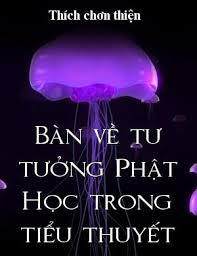 Thích chơn thiện
BÀN VỀ TƯ
TƯỞNG PHẬT
HỌC TRONG
TIỂU THUYẾT